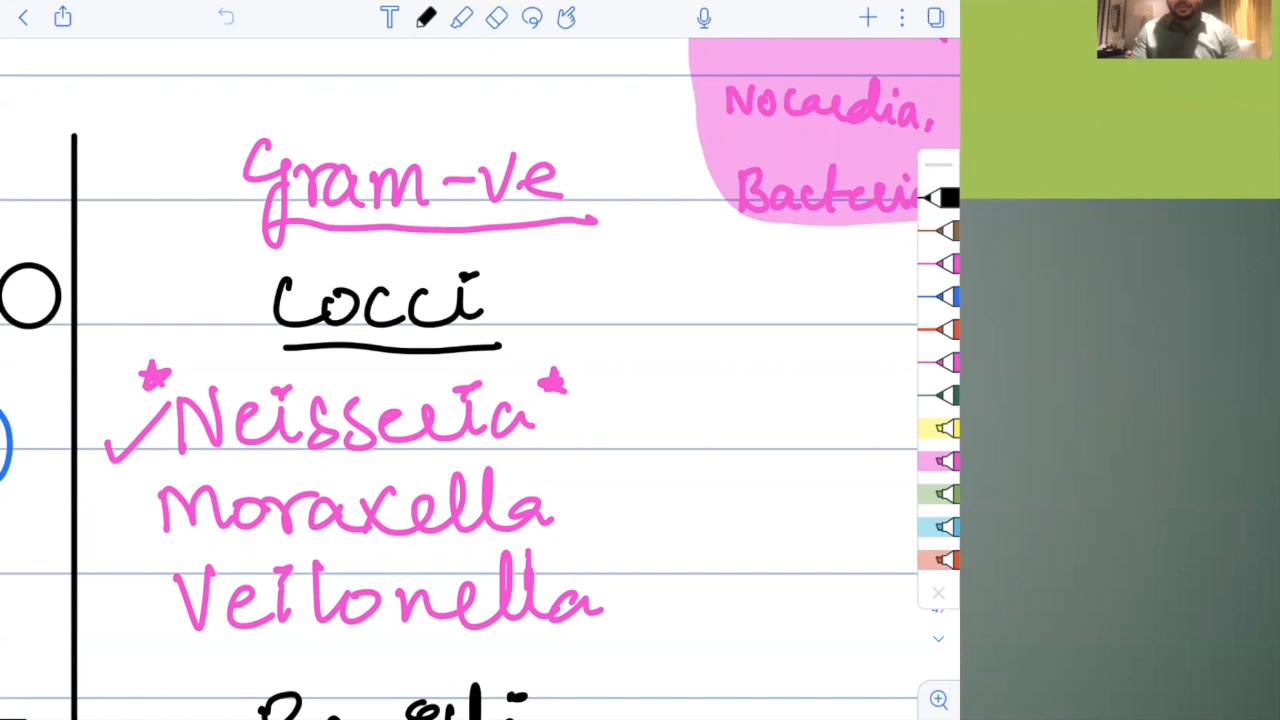 Nocardia,
Gram-ve
Cocci
*Neisseria*
Moraxella
Veilonella